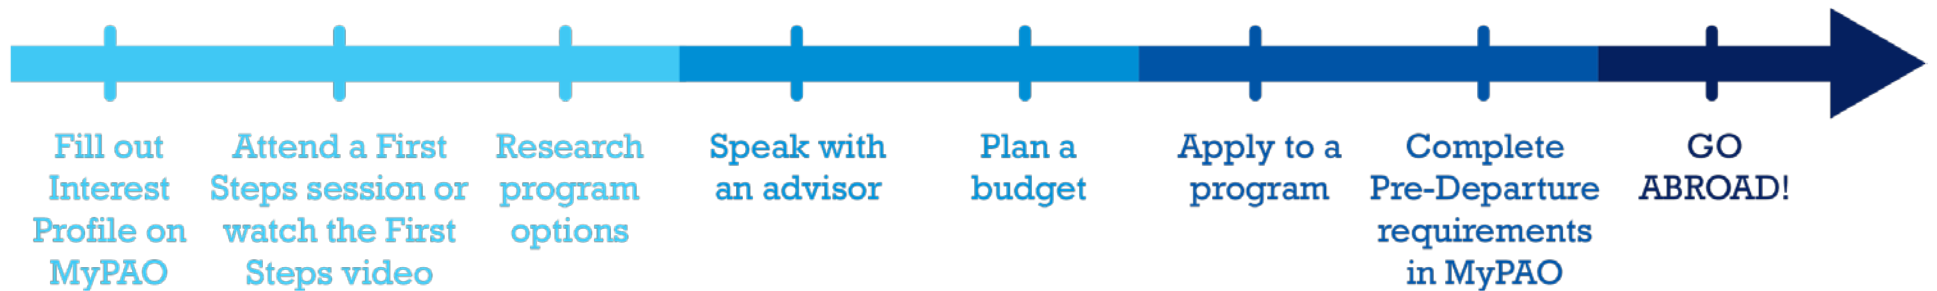 Fill out
Interest
Profile on
MyPAO
Attend a First
Steps session or
watch the First
Steps video
Research
program
options
Speak with
an advisor
Plan a
budget
Apply to a
program
Complete
Pre-Departure
requirements
in MyPAO
GO
ABROAD!